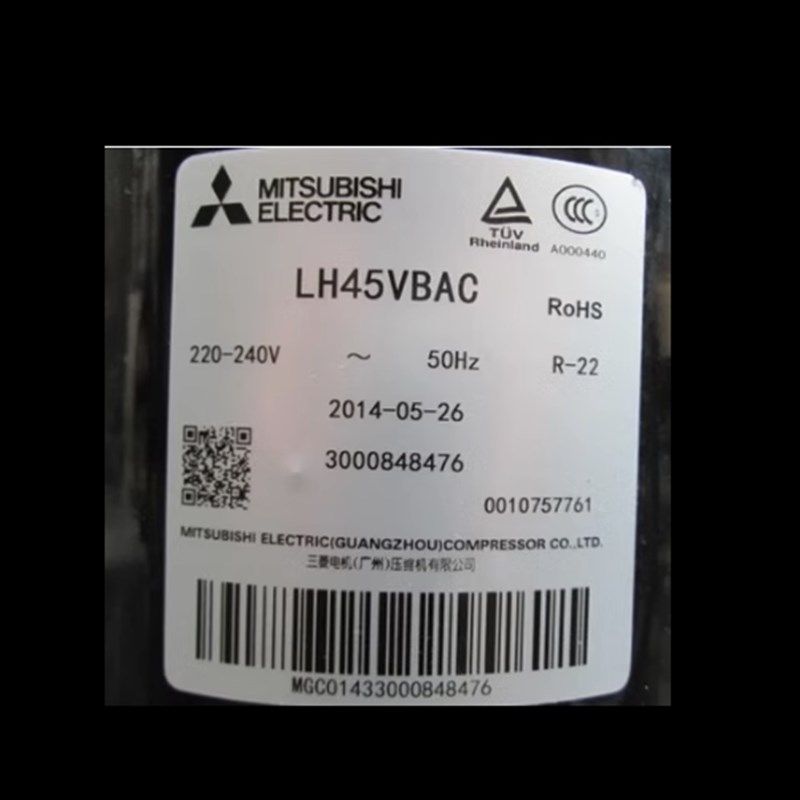 MITSUBISHI
ELECTRIC
TÜV
Rheinland
CCC
S
A000440
LH45VBAC
RoHS
220-240V ～ 50Hz R-22
2014-05-26
3000848476
0010757761
MITSUBISHI ELECTRIC(GUANGZHOU)COMPRESSOR CO.,LTD.
三菱电机(广州)压缩机有限公司
MGC01433000848476